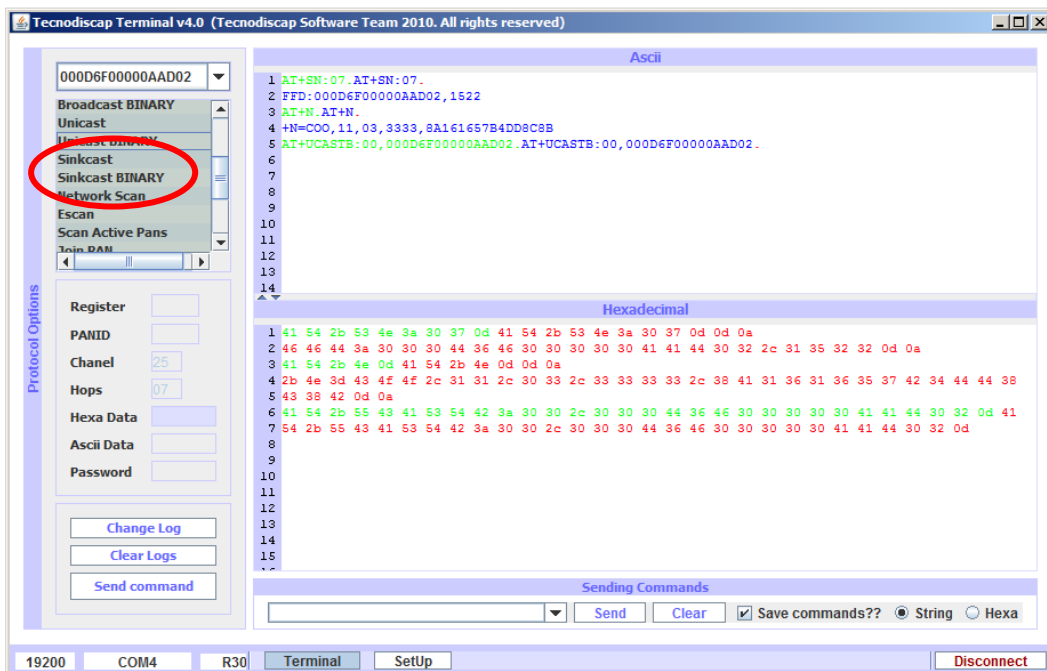 Tecnodiscap Terminal v4.0 (Tecnodiscap Software Team 2010. All rights reserved)
Protocol Options
000D6F00000AAD02
Broadcast BINARY
Unicast
Unicast BINARY
Sinkcast
Sinkcast BINARY
Network Scan
Escan
Scan Active Pans
Join PAN
Register
PANID
Chanel 25
Hops 07
Hexa Data
Ascii Data
Password
Change Log
Clear Logs
Send command
Ascii
1 AT+SN:07.AT+SN:07.
2 FFD:000D6F00000AAD02,1522
3 AT+N.AT+N.
4 +N=COO,11,03,3333,8A161657B4DD8C8B
5 AT+UCASTB:00,000D6F00000AAD02.AT+UCASTB:00,000D6F00000AAD02.
6
7
8
9
10
11
12
13
14
Hexadecimal
1 41 54 2b 53 4e 3a 30 37 0d 41 54 2b 53 4e 3a 30 37 0d 0d 0a
2 46 46 44 3a 30 30 30 44 36 46 30 30 30 30 30 41 41 44 30 32 2c 31 35 32 32 0d 0a
3 41 54 2b 4e 0d 41 54 2b 4e 0d 0d 0a
4 2b 4e 3d 43 4f 4f 2c 31 31 2c 30 33 2c 33 33 33 33 2c 38 41 31 36 31 36 35 37 42 34 44 44 38
5 43 38 42 0d 0a
6 41 54 2b 55 43 41 53 54 42 3a 30 30 2c 30 30 30 44 36 46 30 30 30 30 30 41 41 44 30 32 0d 41
7 54 2b 55 43 41 53 54 42 3a 30 30 2c 30 30 30 44 36 46 30 30 30 30 30 41 41 44 30 32 0d
8
9
10
11
12
13
14
15
Sending Commands
Send Clear Save commands?? String Hexa
19200 COM4 R30 Terminal SetUp Disconnect